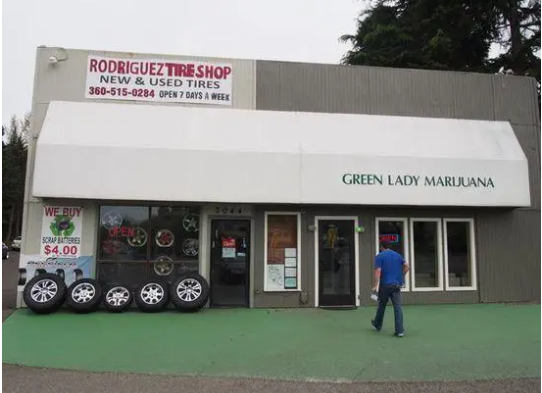 RODRIGUEZ TIRE SHOP
NEW & USED TIRES
360-515-0284 OPEN 7 DAYS A WEEK
GREEN LADY MARIJUANA
WE BUY
SCRAP BATTERIES
$4.00
OPEN
3044